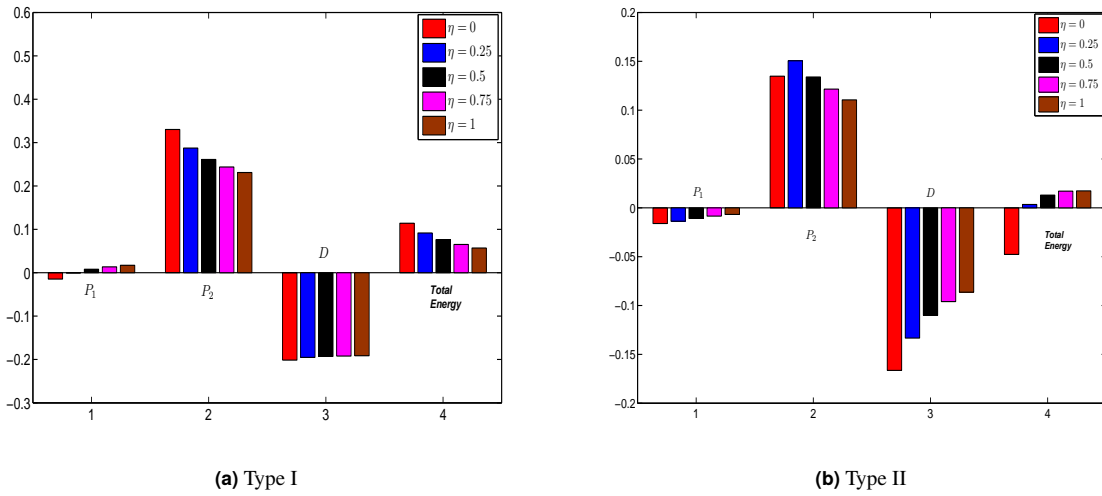 0.6
0.5
0.4
0.3
0.2
0.1
0
−0.1
−0.2
−0.3
1
2
3
4
P₁
P₂
D
Total
Energy
η = 0
η = 0.25
η = 0.5
η = 0.75
η = 1
(a) Type I
0.2
0.15
0.1
0.05
0
−0.05
−0.1
−0.15
−0.2
1
2
3
4
P₁
P₂
D
Total
Energy
η = 0
η = 0.25
η = 0.5
η = 0.75
η = 1
(b) Type II